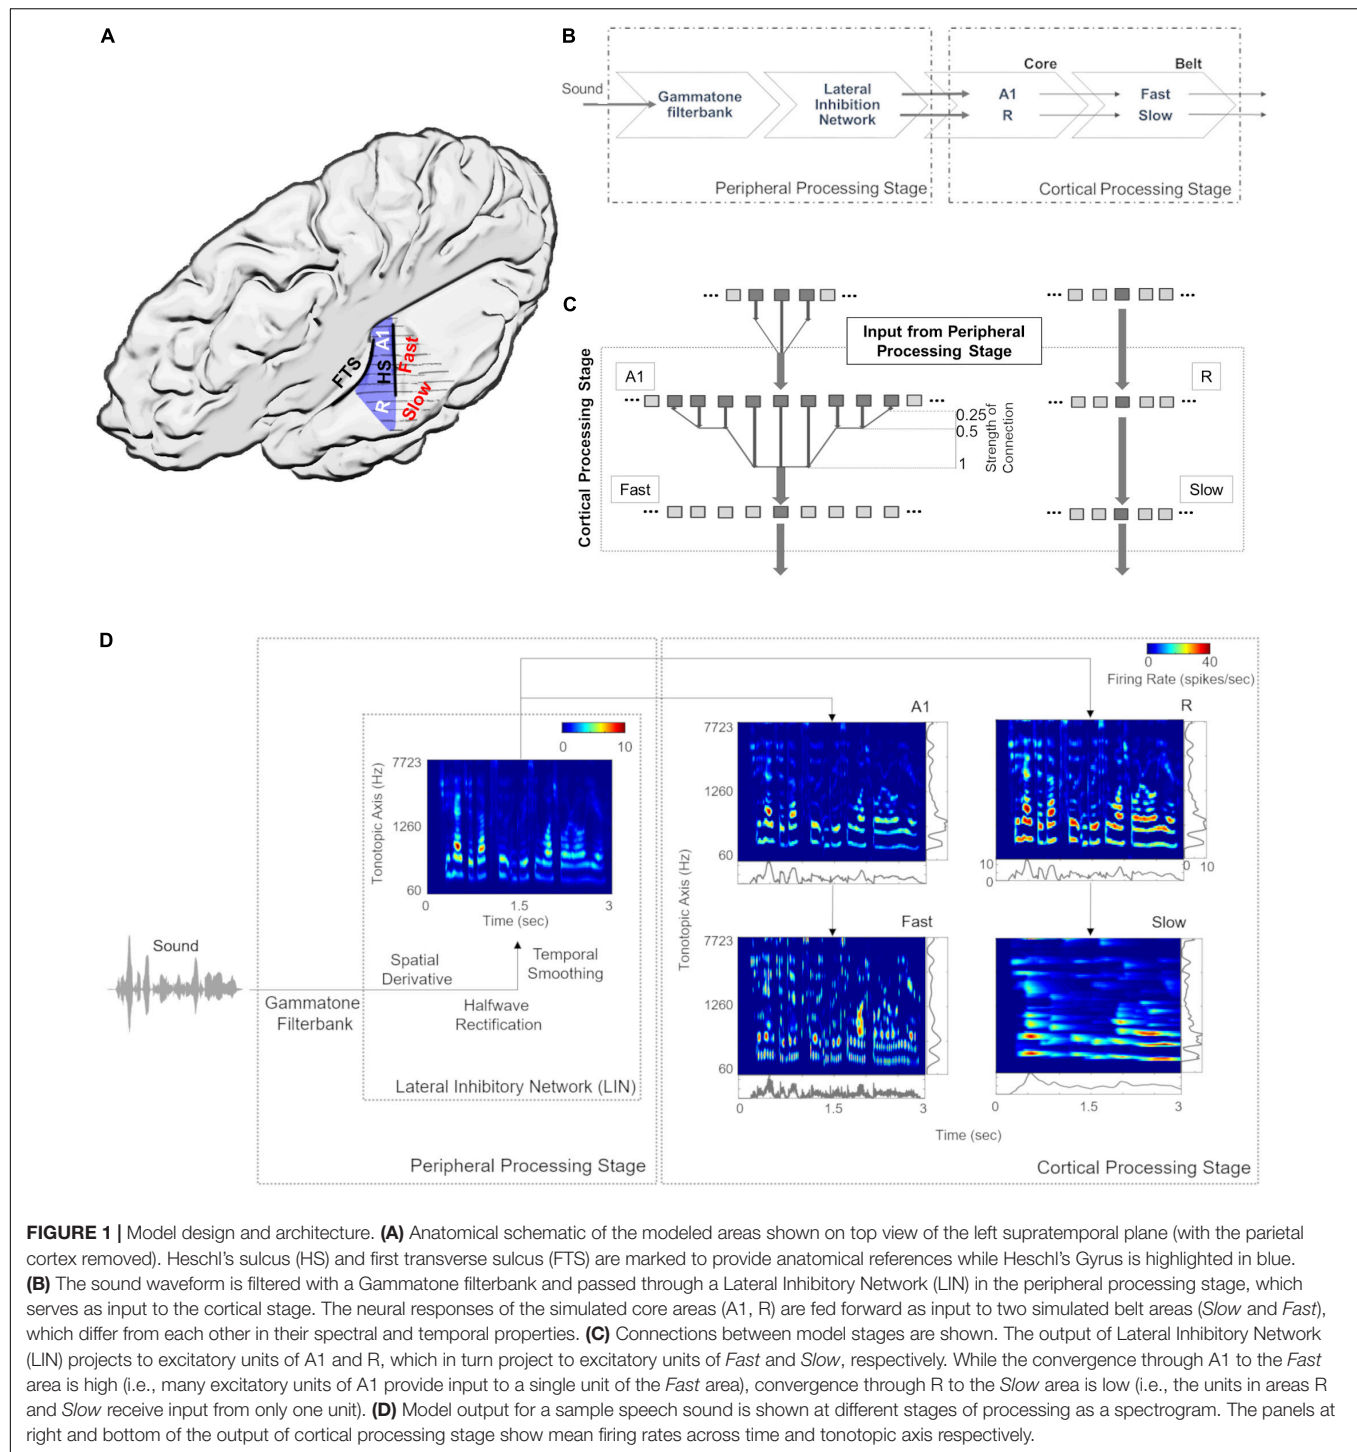 A
FTS
HS
A1
R
Fast
Slow
B
Sound
Gammatone
filterbank
Lateral
Inhibition
Network
Core
A1
R
Belt
Fast
Slow
Peripheral Processing Stage
Cortical Processing Stage
C
Input from Peripheral
Processing Stage
Cortical Processing Stage
A1
R
0.25
0.5
1
Strength of
Connection
Fast
Slow
D
0
40
Firing Rate (spikes/sec)
0
10
7723
1260
60
Tonotopic Axis (Hz)
0
1.5
3
Time (sec)
Sound
Gammatone
Filterbank
Spatial
Derivative
Halfwave
Rectification
Temporal
Smoothing
Lateral Inhibitory Network (LIN)
Peripheral Processing Stage
A1
7723
1260
60
R
10
0
0 10
Tonotopic Axis (Hz)
Fast
7723
1260
60
0
1.5
3
Slow
0
1.5
3
Time (sec)
Cortical Processing Stage
FIGURE 1 | Model design and architecture. (A) Anatomical schematic of the modeled areas shown on top view of the left supratemporal plane (with the parietal
cortex removed). Heschl's sulcus (HS) and first transverse sulcus (FTS) are marked to provide anatomical references while Heschl's Gyrus is highlighted in blue.
(B) The sound waveform is filtered with a Gammatone filterbank and passed through a Lateral Inhibitory Network (LIN) in the peripheral processing stage, which
serves as input to the cortical stage. The neural responses of the simulated core areas (A1, R) are fed forward as input to two simulated belt areas (Slow and Fast),
which differ from each other in their spectral and temporal properties. (C) Connections between model stages are shown. The output of Lateral Inhibitory Network
(LIN) projects to excitatory units of A1 and R, which in turn project to excitatory units of Fast and Slow, respectively. While the convergence through A1 to the Fast
area is high (i.e., many excitatory units of A1 provide input to a single unit of the Fast area), convergence through R to the Slow area is low (i.e., the units in areas R
and Slow receive input from only one unit). (D) Model output for a sample speech sound is shown at different stages of processing as a spectrogram. The panels at
right and bottom of the output of cortical processing stage show mean firing rates across time and tonotopic axis respectively.